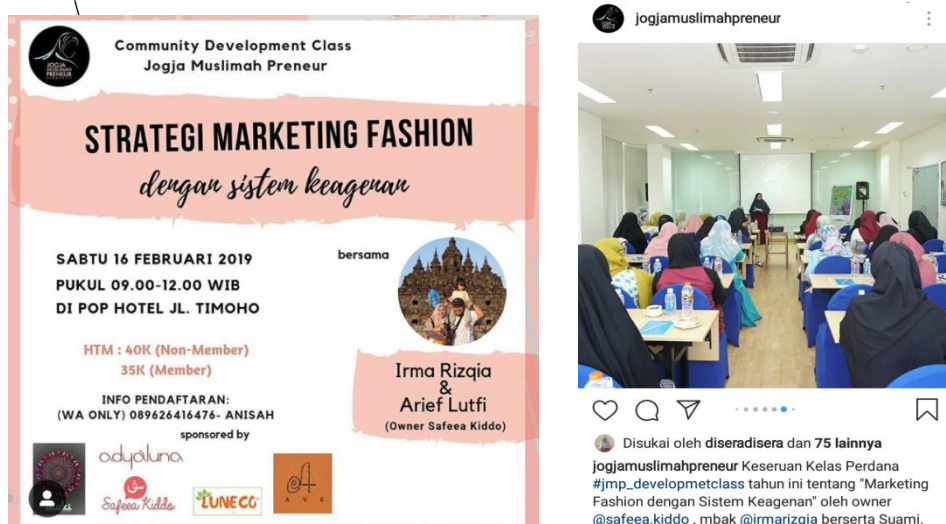 Community Development Class
Jogja Muslimah Preneur
JOGJA
MUSLIMAH
PRENEUR
STRATEGI MARKETING FASHION
dengan sistem keagenan
SABTU 16 FEBRUARI 2019
PUKUL 09.00-12.00 WIB
DI POP HOTEL JL. TIMOHO
bersama
HTM : 40K (Non-Member)
35K (Member)
INFO PENDAFTARAN:
(WA ONLY) 089626416476- ANISAH
Irma Rizqia
&
Arief Lutfi
(Owner Safeea Kiddo)
sponsored by
adyaluna
Safeea Kiddo
LUNECO
AVE
jogjamuslimahpreneur
Disukai oleh diseradisera dan 75 lainnya
jogjamuslimahpreneur Keseruan Kelas Perdana
#jmp_developmetclass tahun ini tentang "Marketing
Fashion dengan Sistem Keagenan" oleh owner
@safeea.kiddo , mbak @irmarizqia berserta Suami.